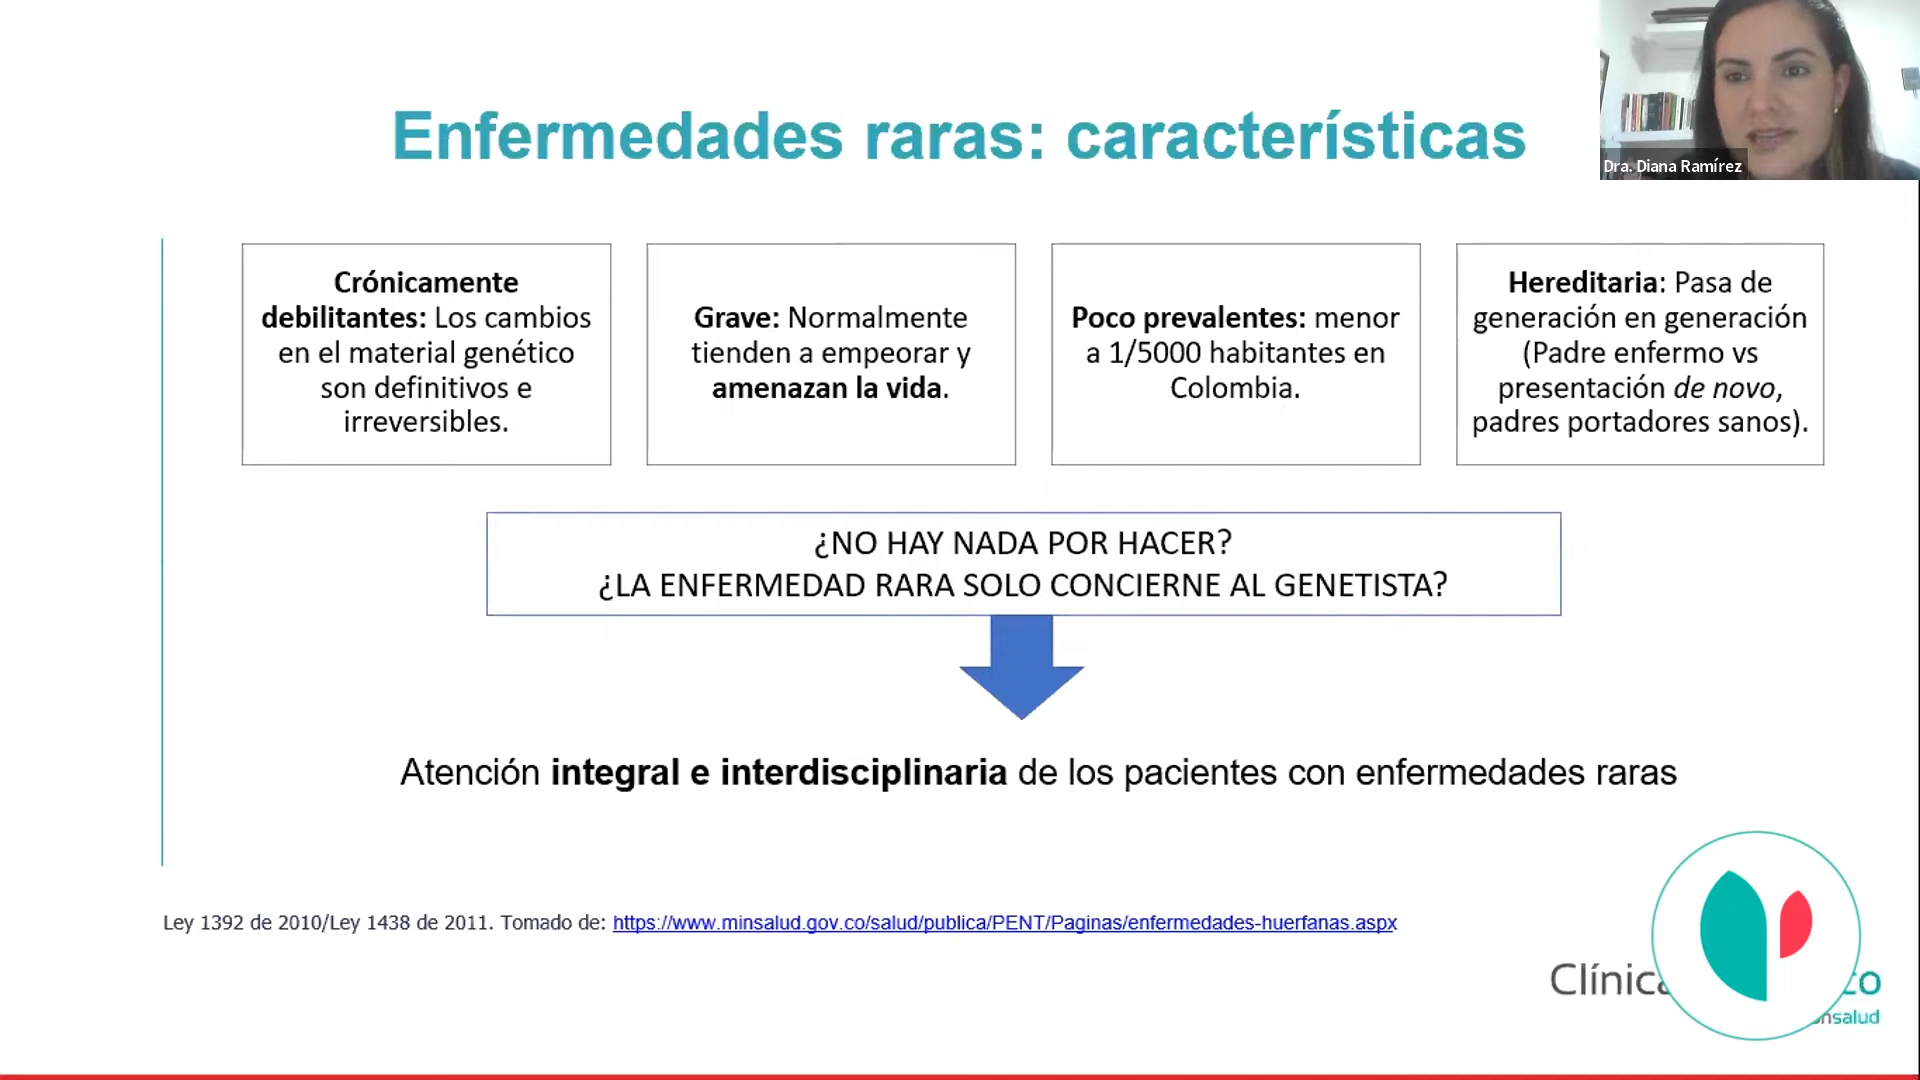 Enfermedades raras: características
Dra. Diana Ramírez
Crónicamente
debilitantes: Los cambios
en el material genético
son definitivos e
irreversibles.
Grave: Normalmente
tienden a empeorar y
amenazan la vida.
Poco prevalentes: menor
a 1/5000 habitantes en
Colombia.
Hereditaria: Pasa de
generación en generación
(Padre enfermo vs
presentación de novo,
padres portadores sanos).
¿NO HAY NADA POR HACER?
¿LA ENFERMEDAD RARA SOLO CONCIERNE AL GENETISTA?
Atención integral e interdisciplinaria de los pacientes con enfermedades raras
Ley 1392 de 2010/Ley 1438 de 2011. Tomado de: https://www.minsalud.gov.co/salud/publica/PENT/Paginas/enfermedades-huerfanas.aspx